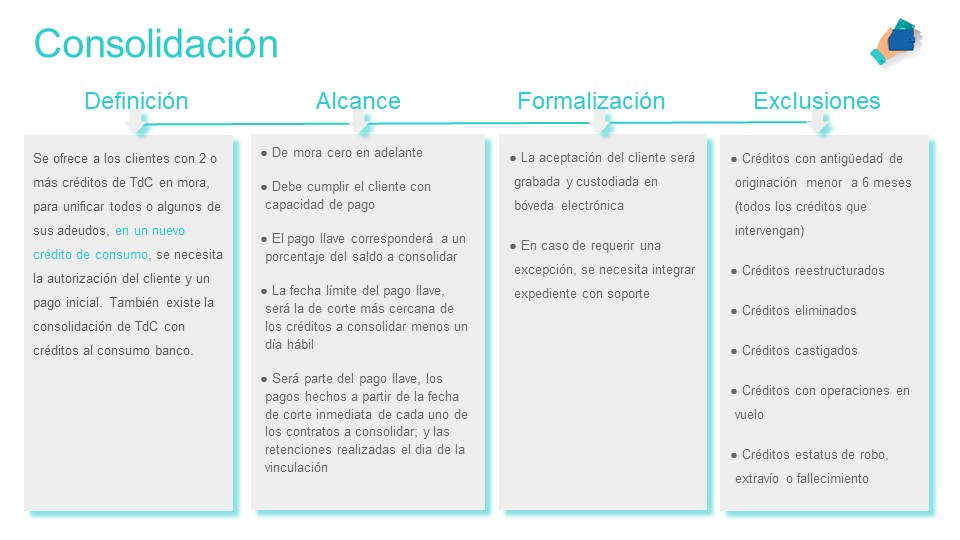 Consolidación
Definición
Se ofrece a los clientes con 2 o
más créditos de TdC en mora,
para unificar todos o algunos de
sus adeudos, en un nuevo
crédito de consumo, se necesita
la autorización del cliente y un
pago inicial. También existe la
consolidación de TdC con
créditos al consumo banco.
Alcance
● De mora cero en adelante
● Debe cumplir el cliente con
capacidad de pago
● El pago llave corresponderá a un
porcentaje del saldo a consolidar
● La fecha límite del pago llave,
será la de corte más cercana de
los créditos a consolidar menos un
día hábil
● Será parte del pago llave, los
pagos hechos a partir de la fecha
de corte inmediata de cada uno de
los contratos a consolidar; y las
retenciones realizadas el dia de la
vinculación
Formalización
● La aceptación del cliente será
grabada y custodiada en
bóveda electrónica
● En caso de requerir una
excepción, se necesita integrar
expediente con soporte
Exclusiones
● Créditos con antigüedad de
originación menor a 6 meses
(todos los créditos que
intervengan)
● Créditos reestructurados
● Créditos eliminados
● Créditos castigados
● Créditos con operaciones en
vuelo
● Créditos estatus de robo,
extravío o fallecimiento